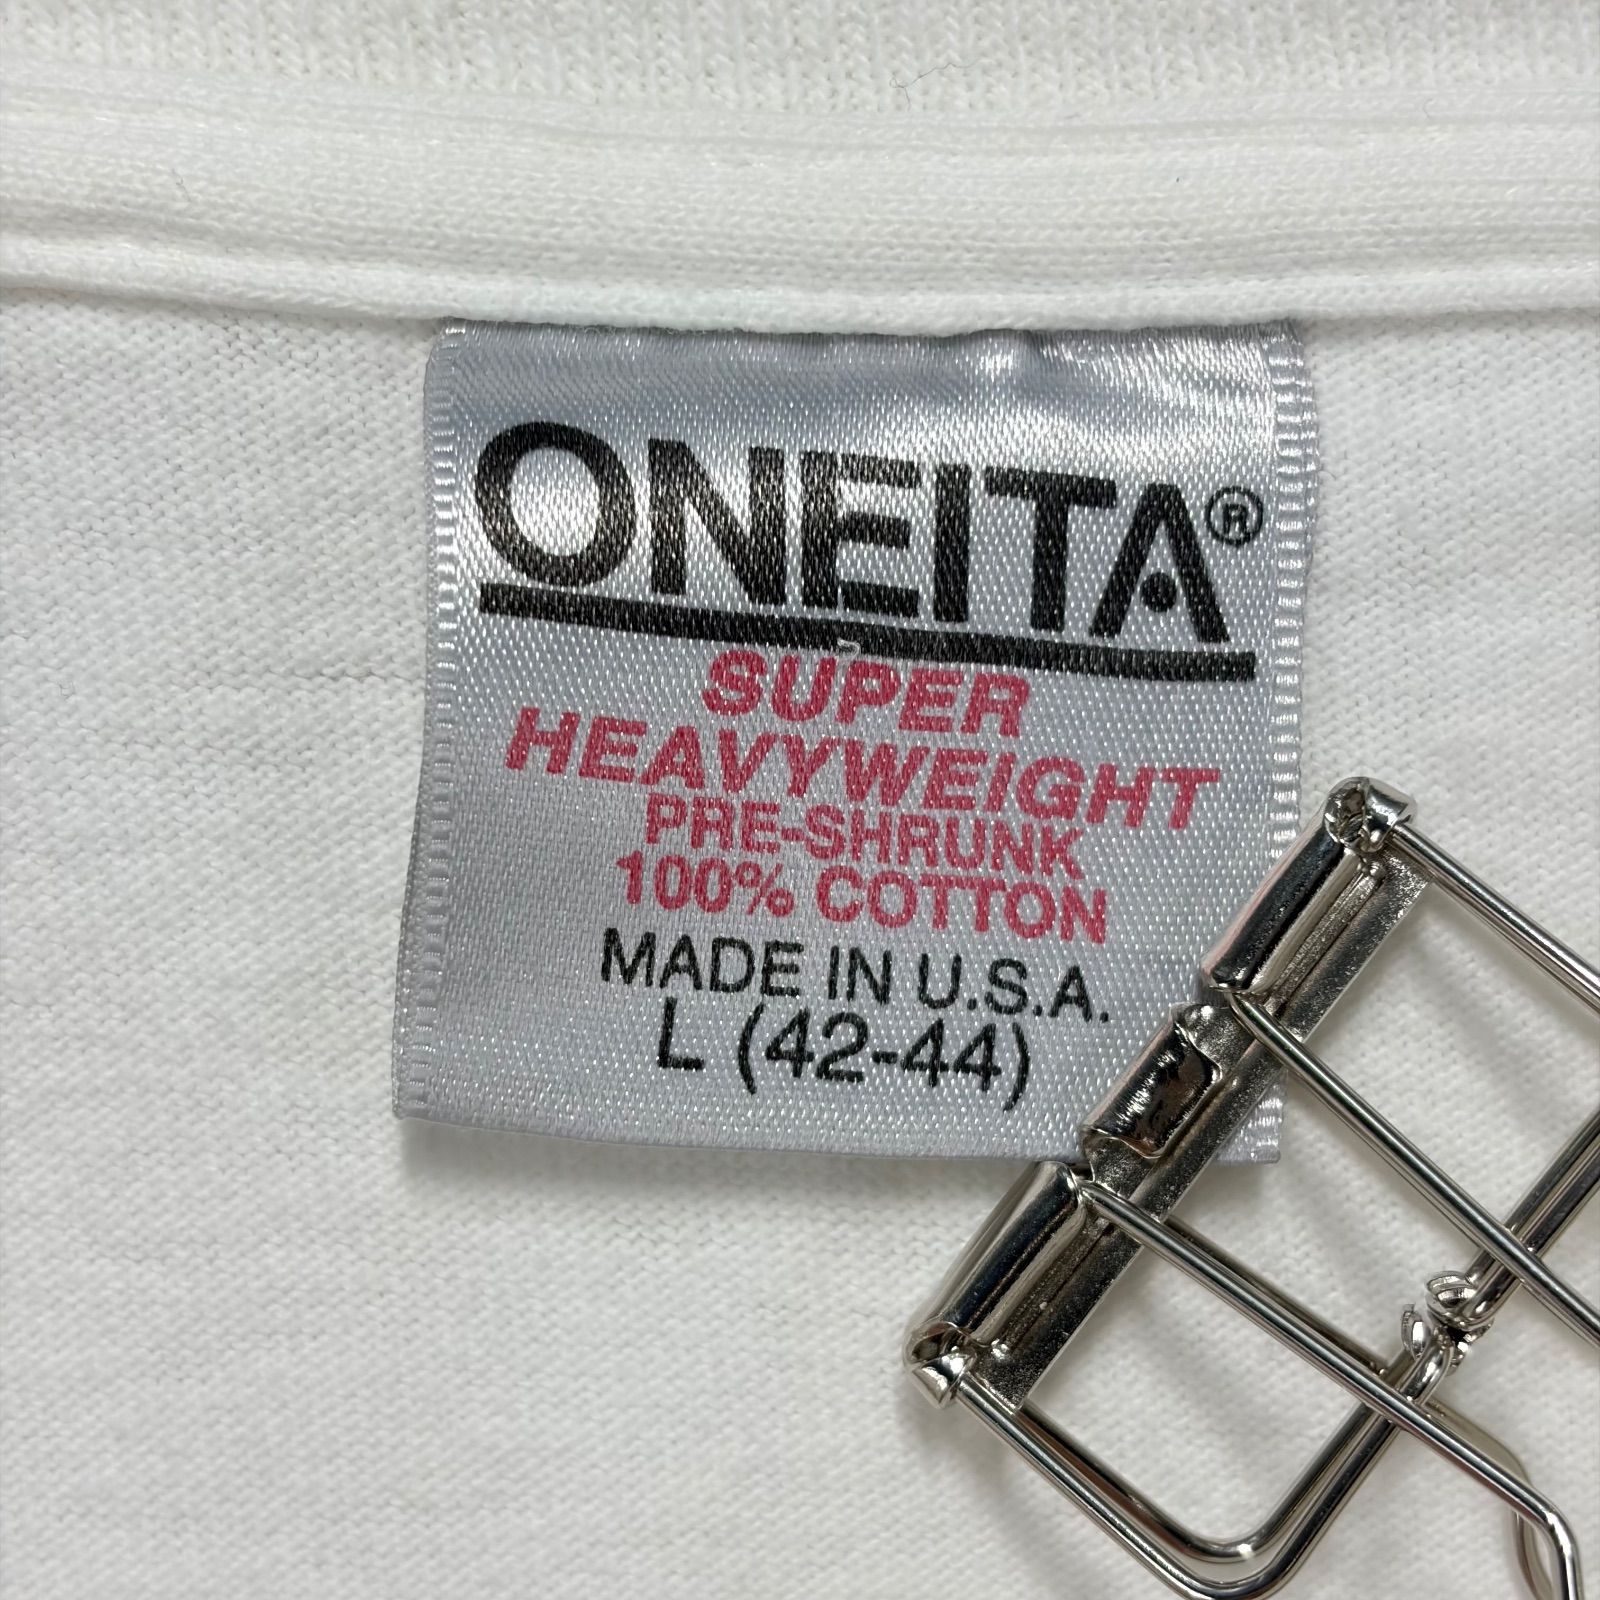 ONEITA®
SUPER
HEAVYWEIGHT
PRE-SHRUNK
100% COTTON
MADE IN U.S.A.
L (42-44)